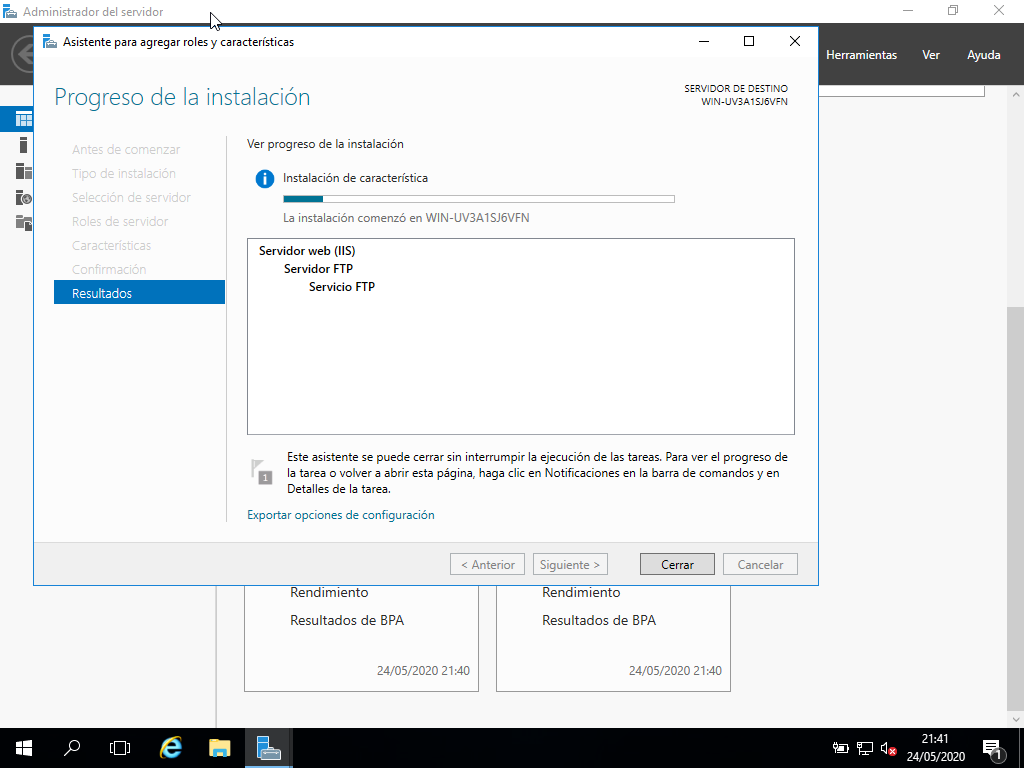 Administrador del servidor
Asistente para agregar roles y características
Herramientas
Ver
Ayuda
Progreso de la instalación
SERVIDOR DE DESTINO
WIN-UV3A1SJ6VFN
Antes de comenzar
Tipo de instalación
Selección de servidor
Roles de servidor
Características
Confirmación
Resultados
Ver progreso de la instalación
Instalación de característica
La instalación comenzó en WIN-UV3A1SJ6VFN
Servidor web (IIS)
Servidor FTP
Servicio FTP
1
Este asistente se puede cerrar sin interrumpir la ejecución de las tareas. Para ver el progreso de
la tarea o volver a abrir esta página, haga clic en Notificaciones en la barra de comandos y en
Detalles de la tarea.
Exportar opciones de configuración
< Anterior
Siguiente >
Cerrar
Cancelar
Rendimiento
Resultados de BPA
24/05/2020 21:40
Rendimiento
Resultados de BPA
24/05/2020 21:40
21:41
24/05/2020
1